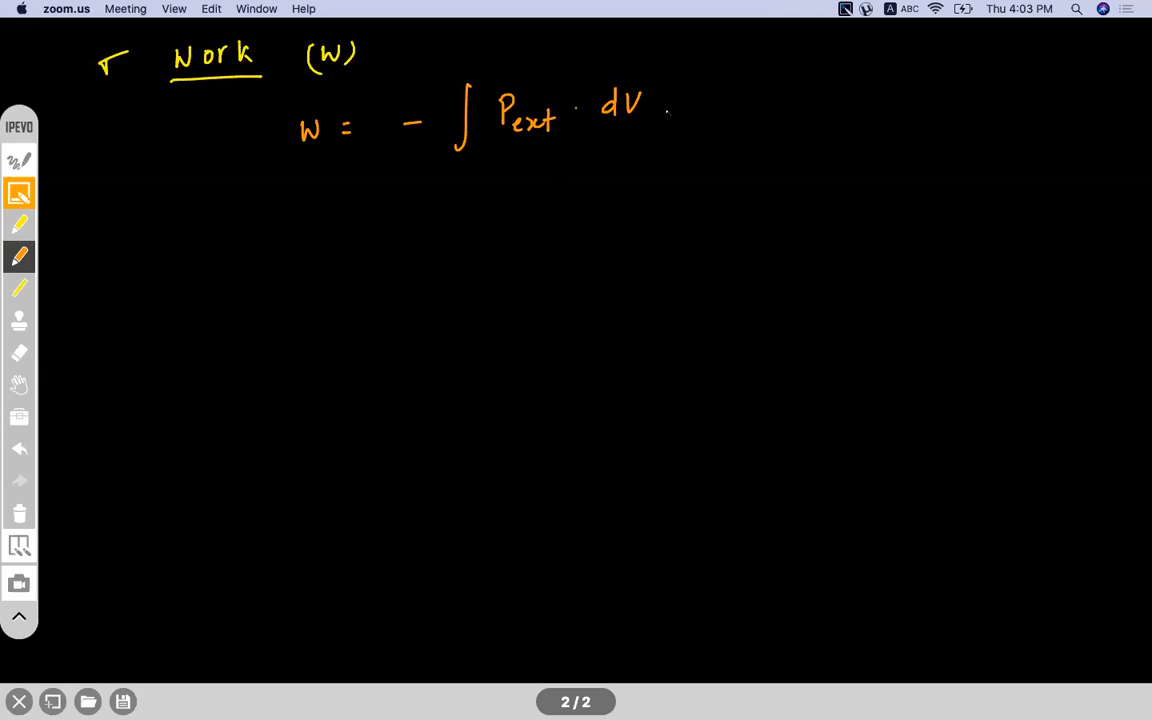 zoom.us Meeting View Edit Window Help A ABC Thu 4:03 PM
Work (W)
IPEVO
W = - ∫ Pext · dV
2/2